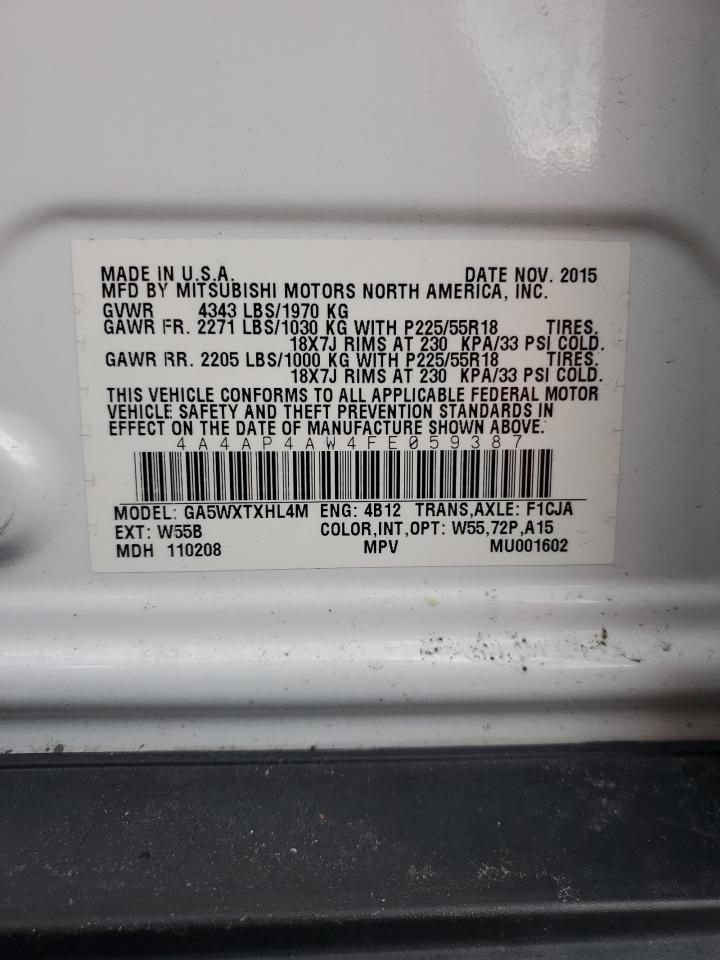 MADE IN U.S.A. DATE NOV. 2015
MFD BY MITSUBISHI MOTORS NORTH AMERICA, INC.
GVWR 4343 LBS/1970 KG
GAWR FR. 2271 LBS/1030 KG WITH P225/55R18 TIRES.
18X7J RIMS AT 230 KPA/33 PSI COLD.
GAWR RR. 2205 LBS/1000 KG WITH P225/55R18 TIRES.
18X7J RIMS AT 230 KPA/33 PSI COLD.
THIS VEHICLE CONFORMS TO ALL APPLICABLE FEDERAL MOTOR
VEHICLE SAFETY AND THEFT PREVENTION STANDARDS IN
EFFECT ON THE DATE OF MANUFACTURE SHOWN ABOVE.
4A4AP4AW4FE059387
MODEL: GA5WXTXHL4M ENG: 4B12 TRANS,AXLE: F1CJA
EXT: W55B COLOR,INT,OPT: W55,72P,A15
MDH 110208 MPV MU001602